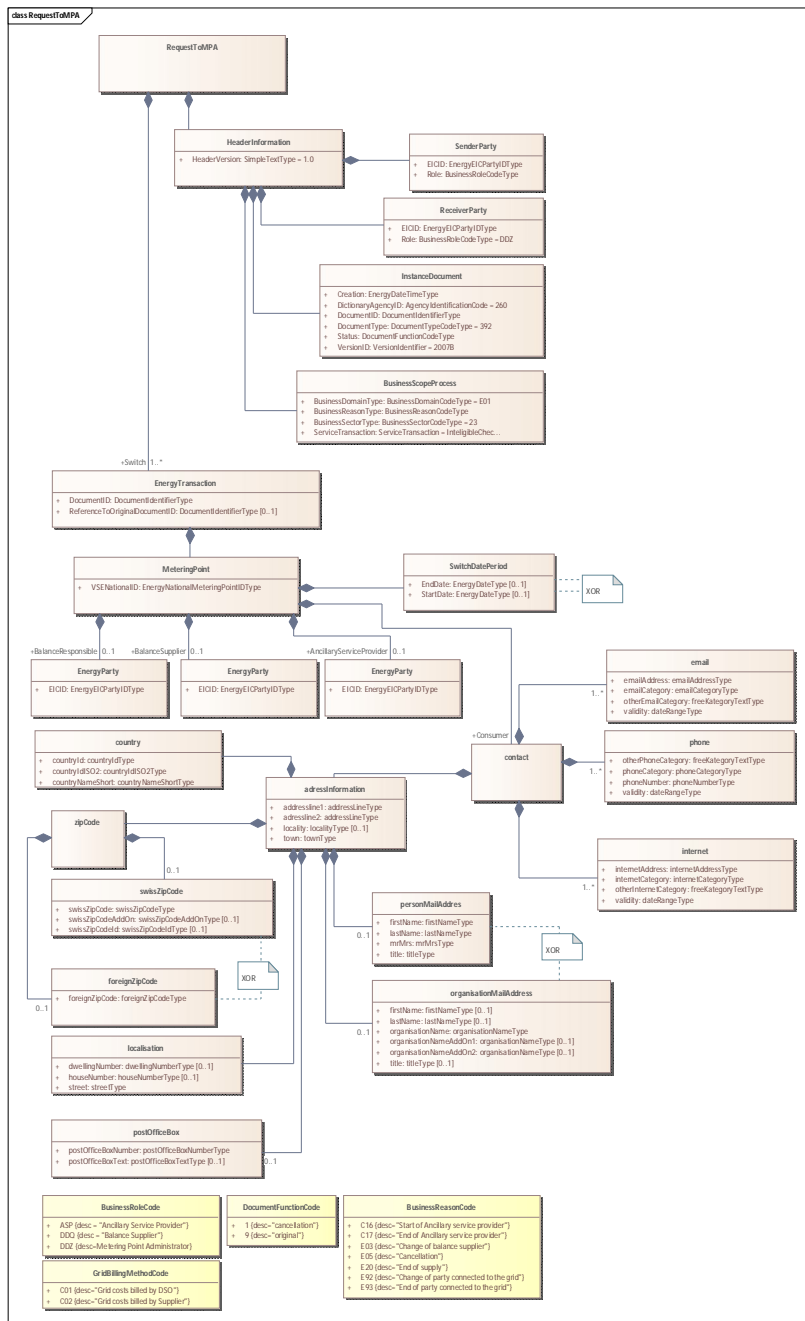 class RequestToMPA
RequestToMPA
HeaderInformation
+ HeaderVersion: SimpleTextType = 1.0
SenderParty
+ EICID: EnergyEICPartyIDType
+ Role: BusinessRoleCodeType
ReceiverParty
+ EICID: EnergyEICPartyIDType
+ Role: BusinessRoleCodeType = DDZ
InstanceDocument
+ Creation: EnergyDateTimeType
+ DictionaryAgencyID: AgencyIdentificationCode = 260
+ DocumentID: DocumentIdentifierType
+ DocumentType: DocumentTypeCodeType = 392
+ Status: DocumentFunctionCodeType
+ VersionID: VersionIdentifier = 2007B
BusinessScopeProcess
+ BusinessDomainType: BusinessDomainCodeType = E01
+ BusinessReasonType: BusinessReasonCodeType
+ BusinessSectorType: BusinessSectorCodeType = 23
+ ServiceTransaction: ServiceTransaction = InteligibleChec...
+Switch 1..*
EnergyTransaction
+ DocumentID: DocumentIdentifierType
+ ReferenceToOriginalDocumentID: DocumentIdentifierType [0..1]
MeteringPoint
+ VSENationalID: EnergyNationalMeteringPointIDType
SwitchDatePeriod
+ EndDate: EnergyDateType [0..1]
+ StartDate: EnergyDateType [0..1]
XOR
+BalanceResponsible 0..1
+BalanceSupplier 0..1
+AncillaryServiceProvider 0..1
EnergyParty
+ EICID: EnergyEICPartyIDType
EnergyParty
+ EICID: EnergyEICPartyIDType
EnergyParty
+ EICID: EnergyEICPartyIDType
email
+ emailAddress: emailAddressType
+ emailCategory: emailCategoryType
+ otherEmailCategory: freeKategoryTextType
+ validity: dateRangeType
1..*
+Consumer
contact
phone
+ otherPhoneCategory: freeKategoryTextType
+ phoneCategory: phoneCategoryType
+ phoneNumber: phoneNumberType
+ validity: dateRangeType
1..*
country
+ countryId: countryIdType
+ countryIdISO2: countryIdISO2Type
+ countryNameShort: countryNameShortType
adressInformation
+ addressline1: addressLineType
+ adressline2: addressLineType
+ locality: localityType [0..1]
+ town: townType
zipCode
0..1
internet
+ internetAddress: internetAddressType
+ internetCategory: internetCategoryType
+ otherInternetCategory: freeKategoryTextType
+ validity: dateRangeType
1..*
swissZipCode
+ swissZipCode: swissZipCodeType
+ swissZipCodeAddOn: swissZipCodeAddOnType [0..1]
+ swissZipCodeId: swissZipCodeIdType [0..1]
personMailAddres
+ firstName: firstNameType
+ lastName: lastNameType
+ mrMrs: mrMrsType
+ title: titleType
0..1
XOR
XOR
foreignZipCode
+ foreignZipCode: foreignZipCodeType
0..1
organisationMailAddress
+ firstName: firstNameType [0..1]
+ lastName: lastNameType [0..1]
+ organisationName: organisationNameType
+ organisationNameAddOn1: organisationNameType [0..1]
+ organisationNameAddOn2: organisationNameType [0..1]
+ title: titleType [0..1]
0..1
localisation
+ dwellingNumber: dwellingNumberType [0..1]
+ houseNumber: houseNumberType [0..1]
+ street: streetType
postOfficeBox
+ postOfficeBoxNumber: postOfficeBoxNumberType
+ postOfficeBoxText: postOfficeBoxTextType [0..1]
0..1
BusinessRoleCode
+ ASP {desc = "Ancillary Service Provider"}
+ DDQ {desc= "Balance Supplier"}
+ DDZ {desc=Metering Point Administrator}
DocumentFunctionCode
+ 1 {desc="cancellation"}
+ 9 {desc="original"}
BusinessReasonCode
+ C16 {desc="Start of Ancillary service provider"}
+ C17 {desc="End of Ancillary service provider"}
+ E03 {desc="Change of balance supplier"}
+ E05 {desc="Cancellation"}
+ E20 {desc="End of supply"}
+ E92 {desc="Change of party connected to the grid"}
+ E93 {desc="End of party connected to the grid"}
GridBillingMethodCode
+ C01 {desc="Grid costs billed by DSO"}
+ C02 {desc="Grid costs billed by Supplier"}